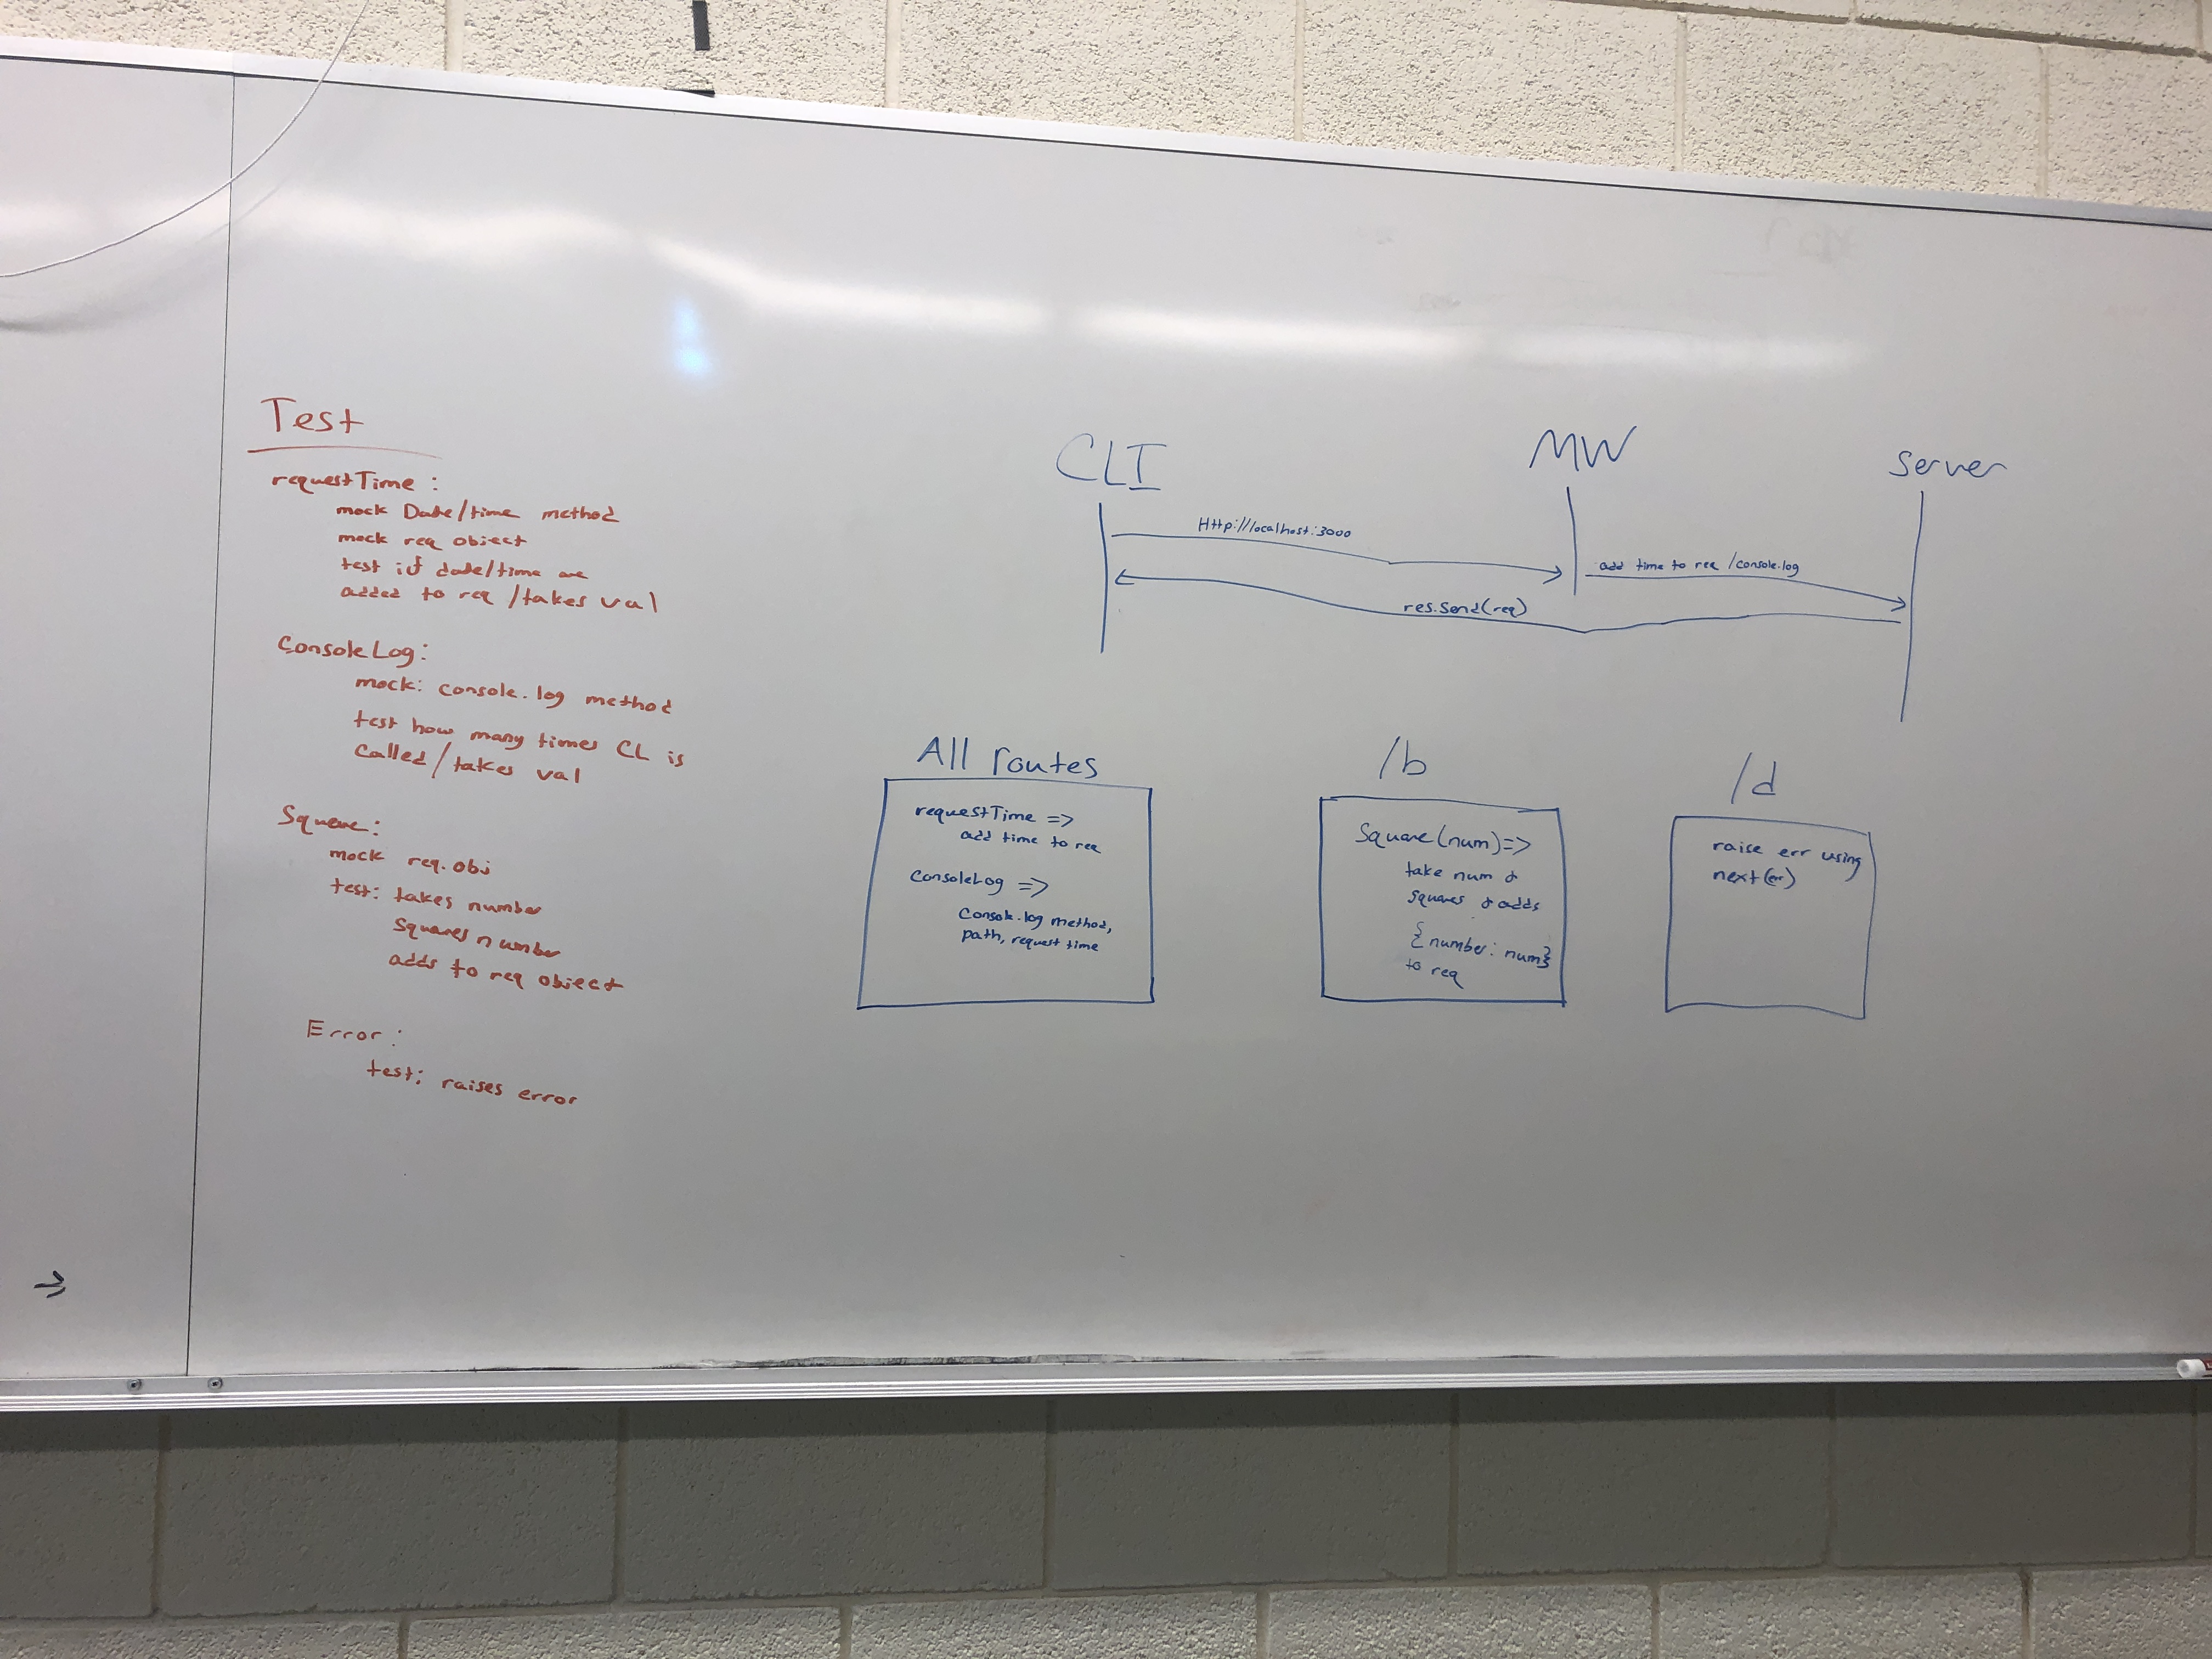 Test
requestTime:
mock Date/time method
mock req object
test if date/time are
added to req/takes val
ConsoleLog:
mock: console.log method
test how many times CL is
called/takes val
Square:
mock req.obj
test: takes number
squares number
adds to req object
Error:
test: raises error
CLI
MW
server
Http://localhost:3000
add time to req /console.log
res.send(req)
All routes
requestTime =>
add time to req
ConsoleLog =>
Console.log method,
path, request time
/b
Square(num)=>
take num &
squares & adds
{number: num}
to req
/d
raise err using
next(err)